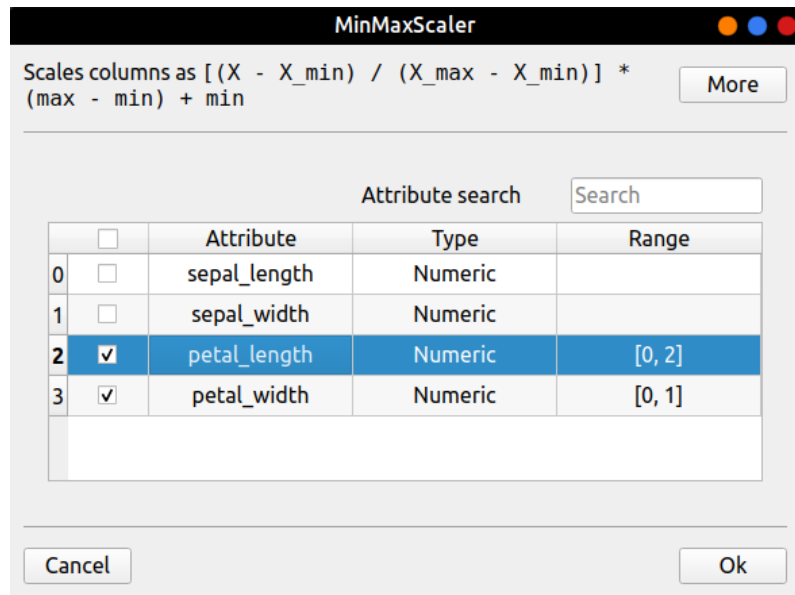 MinMaxScaler
Scales columns as [(X - X_min) / (X_max - X_min)] *
(max - min) + min
More
Attribute search
Search
Attribute Type Range
0 sepal_length Numeric
1 sepal_width Numeric
2 petal_length Numeric [0, 2]
3 petal_width Numeric [0, 1]
Cancel
Ok